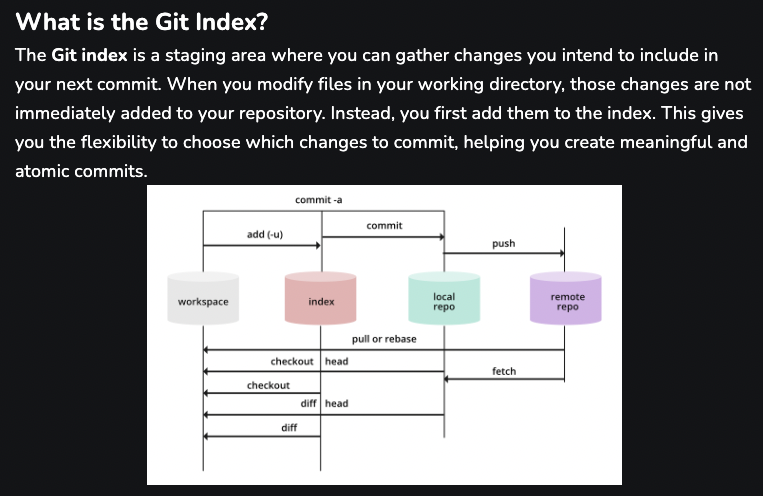 What is the Git Index?
The Git index is a staging area where you can gather changes you intend to include in
your next commit. When you modify files in your working directory, those changes are not
immediately added to your repository. Instead, you first add them to the index. This gives
you the flexibility to choose which changes to commit, helping you create meaningful and
atomic commits.
commit -a
add (-u)
commit
push
workspace
index
local
repo
remote
repo
pull or rebase
checkout head
fetch
checkout
diff head
diff